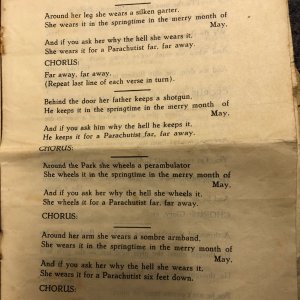 Around her leg she wears a silken garter.
She wears it in the springtime in the merry month of
May.
And if you ask her why the hell she wears it.
She wears it for a Parachutist far, far away.
CHORUS:
Far away, far away.
(Repeat last line of each verse in turn).
Behind the door her father keeps a shotgun,
He keeps it in the springtime in the merry month of
May.
And if you ask him why the hell he keeps it.
He keeps it for a Parachutist far, far away.
CHORUS:
Around the Park she wheels a perambulator
She wheels it in the springtime in the merry month of
May.
And if you ask her why the hell she wheels it,
She wheels it for a Parachutist far, far away.
CHORUS:
Around her arm she wears a sombre armband,
She wears it in the springtime in the merry month of
May.
And if you ask her why the hell she wears it.
She wears it for a Parachutist six feet down.
CHORUS: